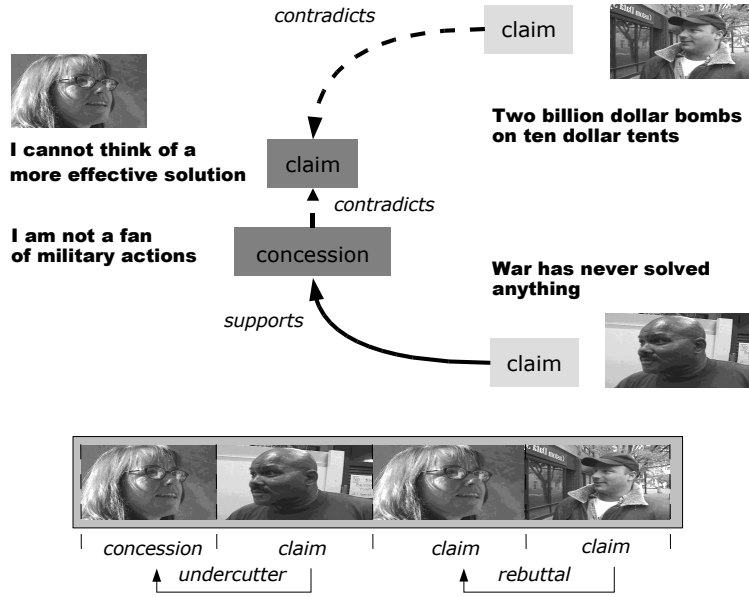 contradicts
claim
Two billion dollar bombs
on ten dollar tents
I cannot think of a
more effective solution
claim
contradicts
I am not a fan
of military actions
concession
War has never solved
anything
supports
claim
concession
claim
claim
claim
undercutter
rebuttal